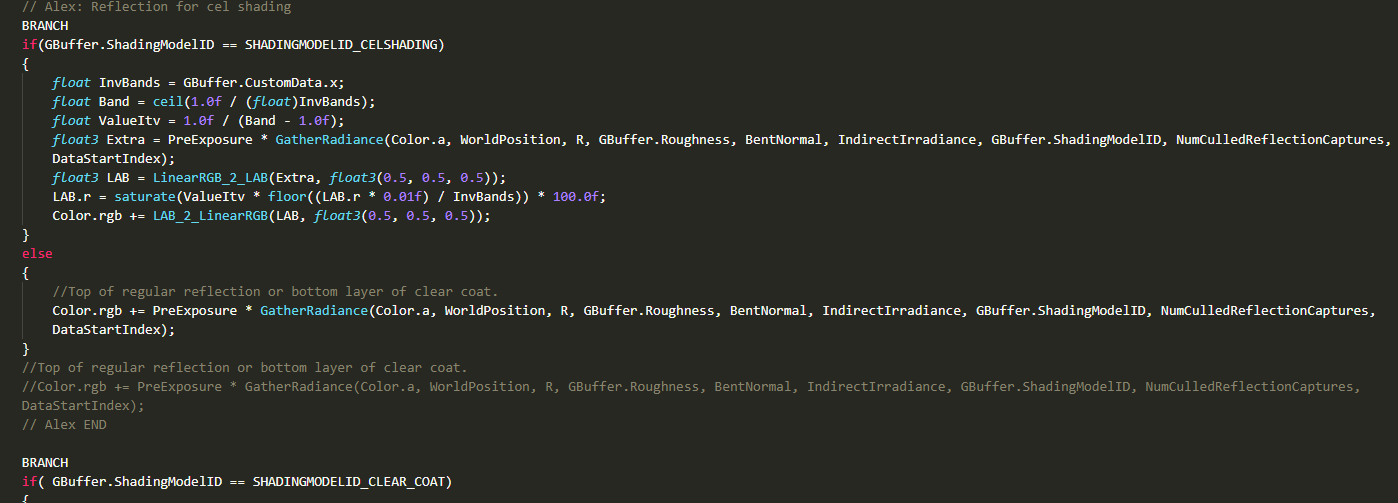 // Alex: Reflection for cel shading
BRANCH
if(GBuffer.ShadingModelID == SHADINGMODELID_CELSHADING)
{
float InvBands = GBuffer.CustomData.x;
float Band = ceil(1.0f / (float)InvBands);
float ValueItv = 1.0f / (Band - 1.0f);
float3 Extra = PreExposure * GatherRadiance(Color.a, WorldPosition, R, GBuffer.Roughness, BentNormal, IndirectIrradiance, GBuffer.ShadingModelID, NumCulledReflectionCaptures,
DataStartIndex);
float3 LAB = LinearRGB_2_LAB(Extra, float3(0.5, 0.5, 0.5));
LAB.r = saturate(ValueItv * floor((LAB.r * 0.01f) / InvBands)) * 100.0f;
Color.rgb += LAB_2_LinearRGB(LAB, float3(0.5, 0.5, 0.5));
}
else
{
//Top of regular reflection or bottom layer of clear coat.
Color.rgb += PreExposure * GatherRadiance(Color.a, WorldPosition, R, GBuffer.Roughness, BentNormal, IndirectIrradiance, GBuffer.ShadingModelID, NumCulledReflectionCaptures,
DataStartIndex);
}
//Top of regular reflection or bottom layer of clear coat.
//Color.rgb += PreExposure * GatherRadiance(Color.a, WorldPosition, R, GBuffer.Roughness, BentNormal, IndirectIrradiance, GBuffer.ShadingModelID, NumCulledReflectionCaptures,
DataStartIndex);
// Alex END
BRANCH
if( GBuffer.ShadingModelID == SHADINGMODELID_CLEAR_COAT)
{